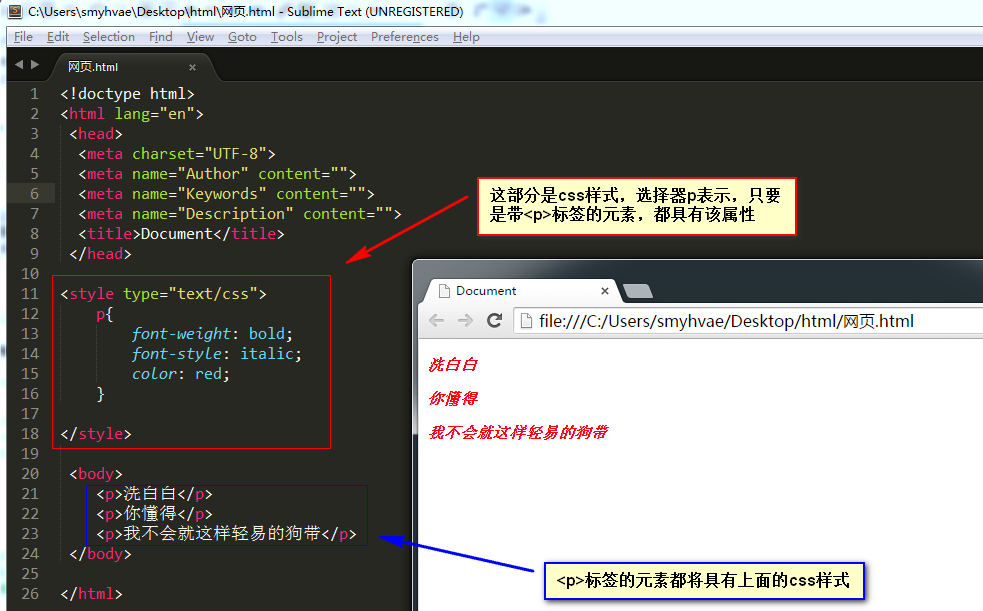 C:\Users\smyhvae\Desktop\html\网页.html - Sublime Text (UNREGISTERED)
File Edit Selection Find View Goto Tools Project Preferences Help
网页.html ×
1 <!doctype html>
2 <html lang="en">
3 <head>
4 <meta charset="UTF-8">
5 <meta name="Author" content="">
6 <meta name="Keywords" content="">
7 <meta name="Description" content="">
8 <title>Document</title>
9 </head>
10
11 <style type="text/css">
12 p{
13 font-weight: bold;
14 font-style: italic;
15 color: red;
16 }
17
18 </style>
19
20 <body>
21 <p>洗白白</p>
22 <p>你懂得</p>
23 <p>我不会就这样轻易的狗带</p>
24 </body>
25
26 </html>
这部分是css样式，选择器p表示，只要
是带<p>标签的元素，都具有该属性
Document ×
file:///C:/Users/smyhvae/Desktop/html/网页.html
洗白白
你懂得
我不会就这样轻易的狗带
<p>标签的元素都将具有上面的css样式